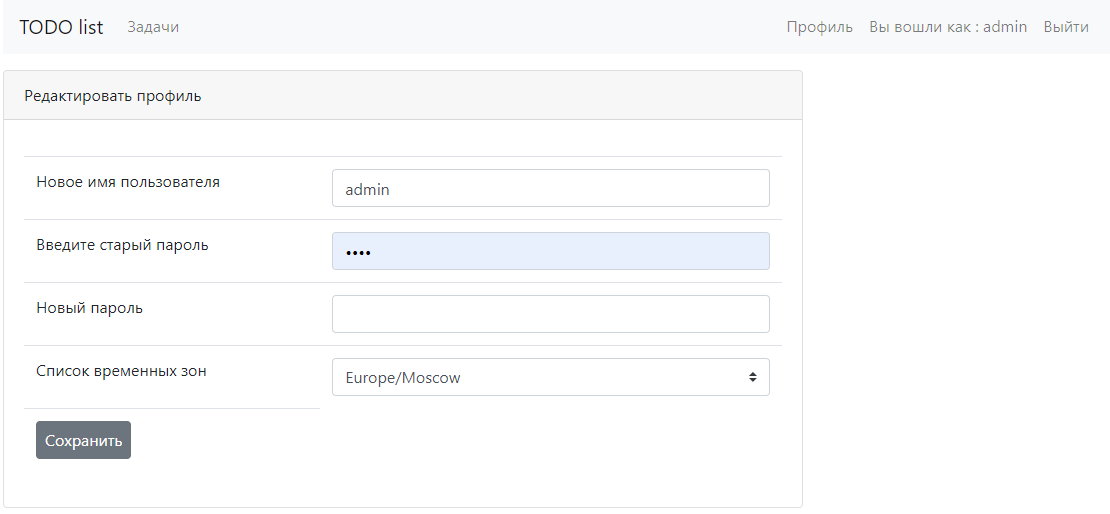 TODO list Задачи Профиль Вы вошли как : admin Выйти
Редактировать профиль
Новое имя пользователя admin
Введите старый пароль ••••
Новый пароль
Список временных зон Europe/Moscow
Сохранить